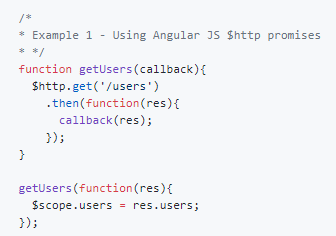 /*
* Example 1 - Using Angular JS $http promises
* */
function getUsers(callback){
  $http.get('/users')
    .then(function(res){
      callback(res);
    });
}

getUsers(function(res){
  $scope.users = res.users;
});